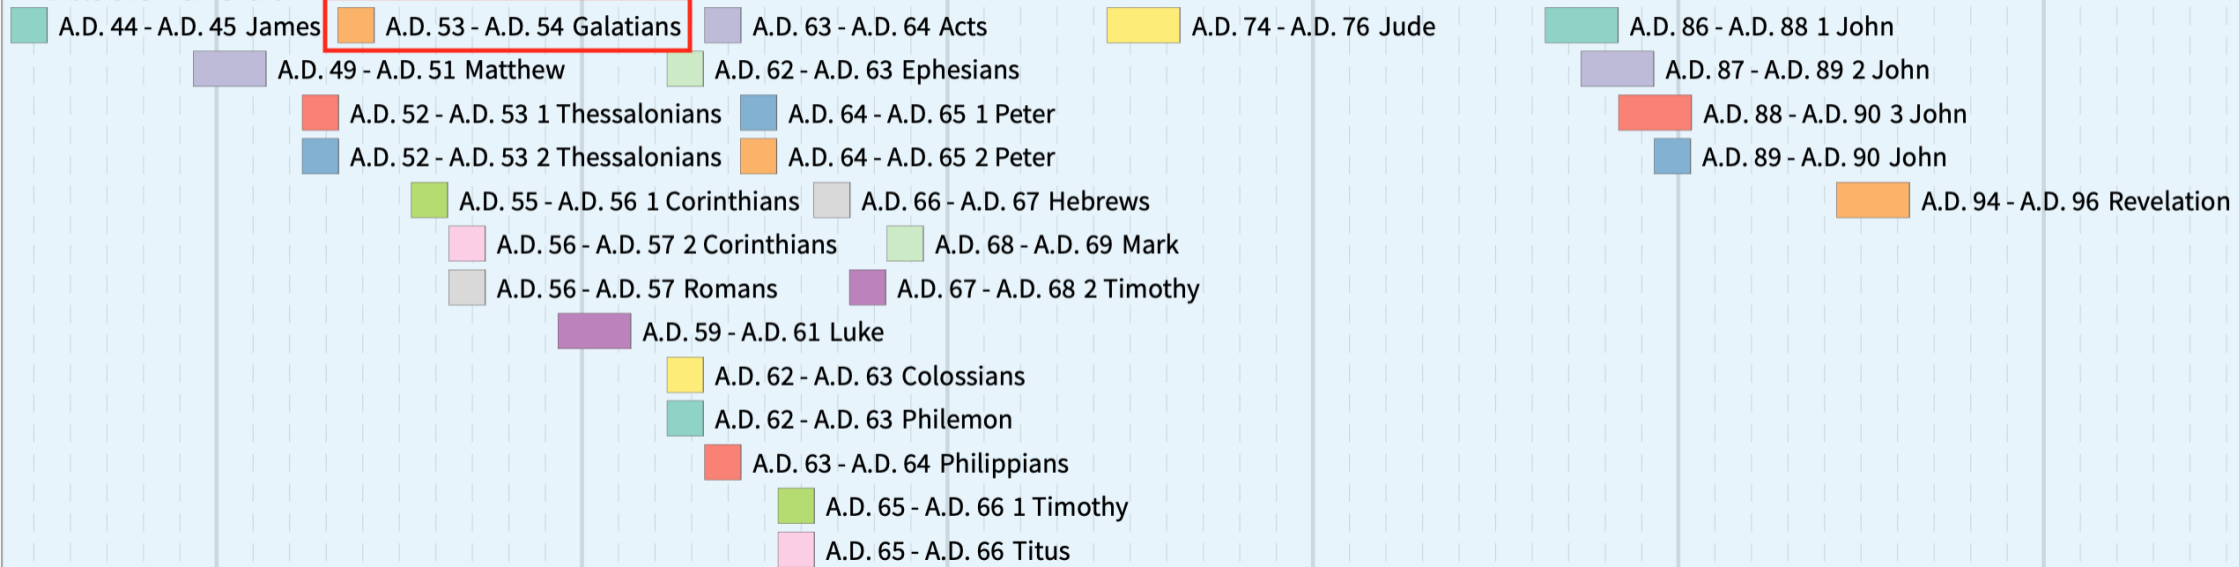 A.D. 44 - A.D. 45 James
A.D. 53 - A.D. 54 Galatians
A.D. 63 - A.D. 64 Acts
A.D. 74 - A.D. 76 Jude
A.D. 86 - A.D. 88 1 John
A.D. 49 - A.D. 51 Matthew
A.D. 62 - A.D. 63 Ephesians
A.D. 87 - A.D. 89 2 John
A.D. 52 - A.D. 53 1 Thessalonians
A.D. 64 - A.D. 65 1 Peter
A.D. 88 - A.D. 90 3 John
A.D. 52 - A.D. 53 2 Thessalonians
A.D. 64 - A.D. 65 2 Peter
A.D. 89 - A.D. 90 John
A.D. 55 - A.D. 56 1 Corinthians
A.D. 66 - A.D. 67 Hebrews
A.D. 94 - A.D. 96 Revelation
A.D. 56 - A.D. 57 2 Corinthians
A.D. 68 - A.D. 69 Mark
A.D. 56 - A.D. 57 Romans
A.D. 67 - A.D. 68 2 Timothy
A.D. 59 - A.D. 61 Luke
A.D. 62 - A.D. 63 Colossians
A.D. 62 - A.D. 63 Philemon
A.D. 63 - A.D. 64 Philippians
A.D. 65 - A.D. 66 1 Timothy
A.D. 65 - A.D. 66 Titus